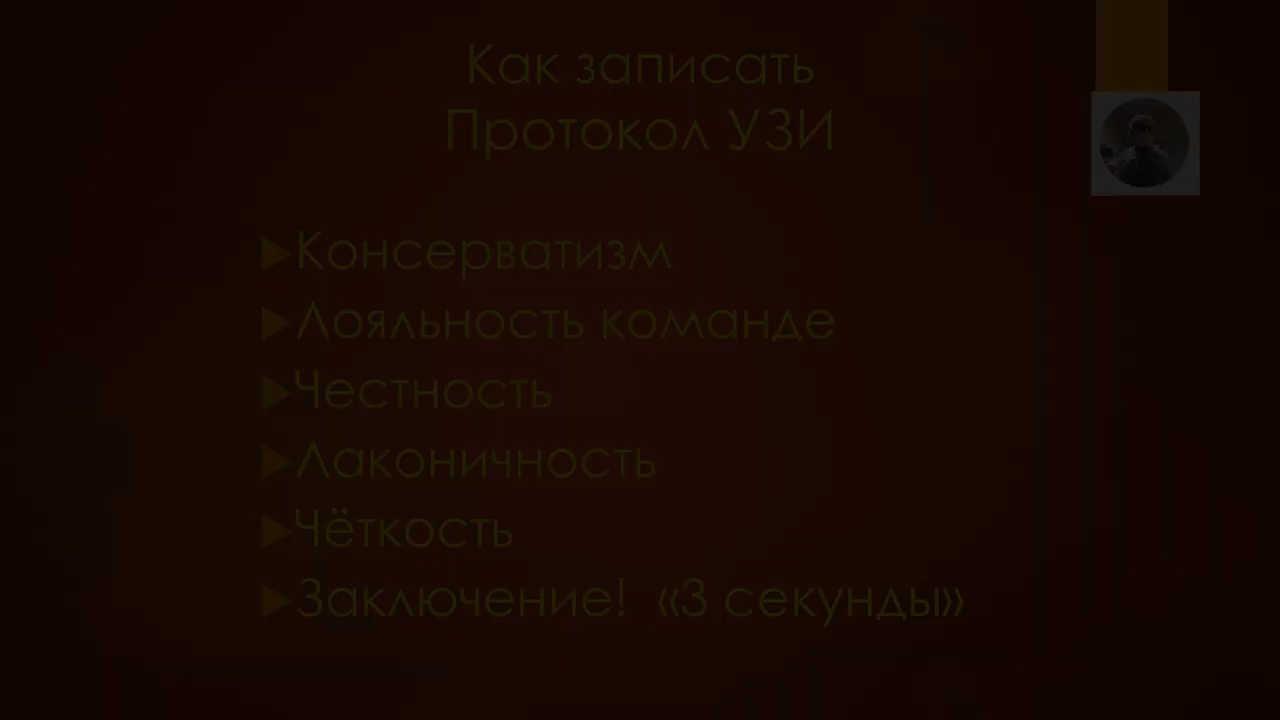 Как записать
Протокол УЗИ
Консерватизм
Лояльность команде
Честность
Лаконичность
Чёткость
Заключение! «3 секунды»